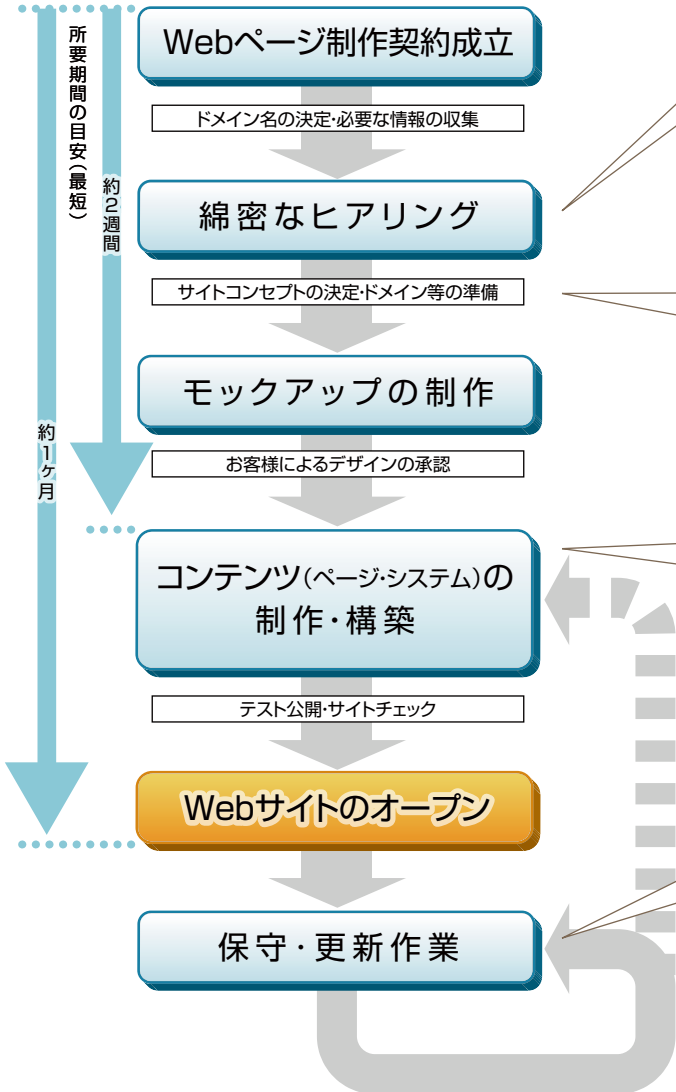 Webページ制作契約成立
所要期間の目安(最短)
ドメイン名の決定・必要な情報の収集
約2週間
綿密なヒアリング
サイトコンセプトの決定・ドメイン等の準備
モックアップの制作
約1ヶ月
お客様によるデザインの承認
コンテンツ(ページ・システム)の
制作・構築
テスト公開・サイトチェック
Webサイトのオープン
保守・更新作業